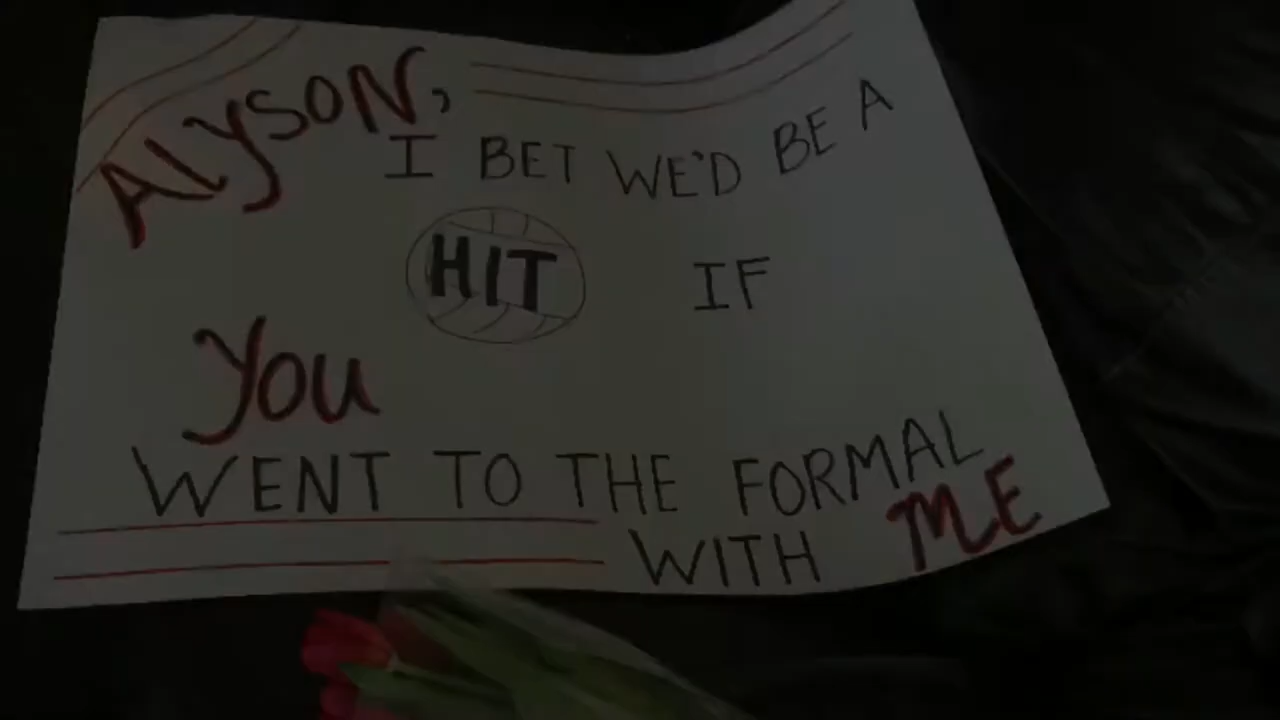 Alyson,
I BET WE'D BE A
HIT IF
You
WENT TO THE FORMAL
WITH ME